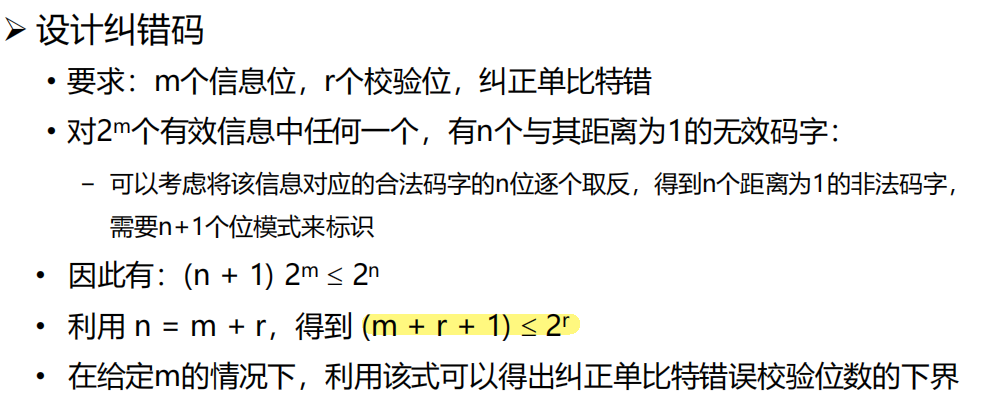 ➢ 设计纠错码
• 要求：m个信息位，r个校验位，纠正单比特错
• 对2ᵐ个有效信息中任何一个，有n个与其距离为1的无效码字：
– 可以考虑将该信息对应的合法码字的n位逐个取反，得到n个距离为1的非法码字，
需要n+1个位模式来标识
• 因此有：(n + 1) 2ᵐ ≤ 2ⁿ
• 利用 n = m + r，得到 (m + r + 1) ≤ 2ʳ
• 在给定m的情况下，利用该式可以得出纠正单比特错误校验位数的下界